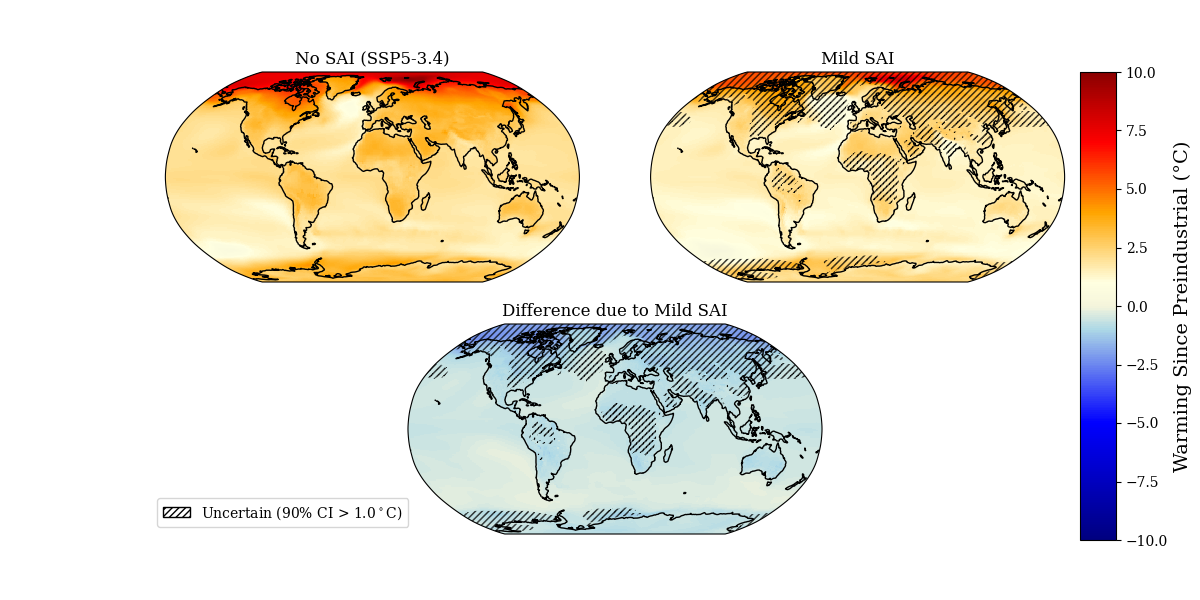 No SAI (SSP5-3.4)
Mild SAI
Difference due to Mild SAI
Uncertain (90% CI > 1.0°C)
10.0
7.5
5.0
2.5
0.0
−2.5
−5.0
−7.5
−10.0
Warming Since Preindustrial (°C)